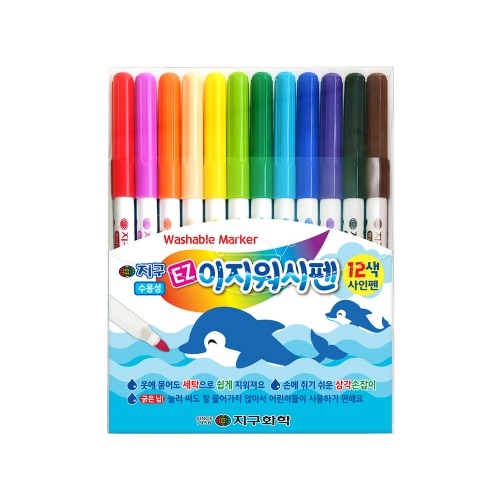 Washable Marker
지구
EZ 이지워시펜
수용성
12색
사인펜
옷에 묻어도 세탁으로 쉽게 지워져요
손에 쥐기 쉬운 삼각손잡이
굵은 닙! 눌러 써도 잘 들어가지 않아서 어린이들이 사용하기 편해요
지구화학